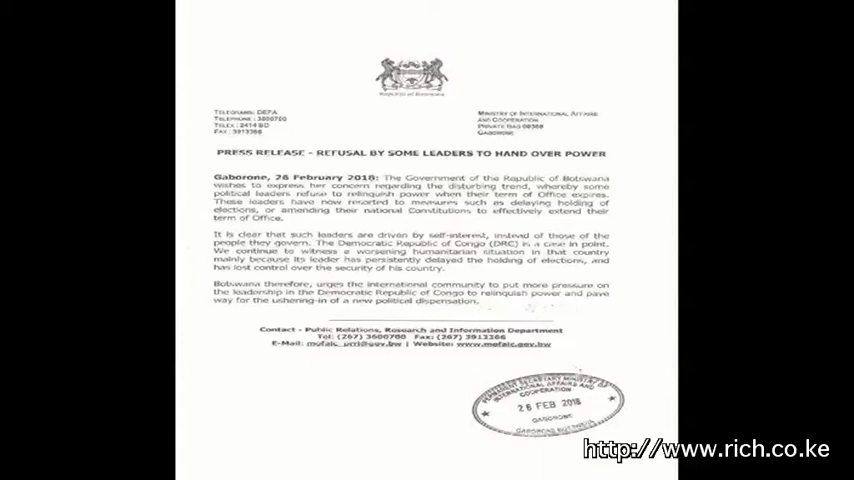 Republic of Botswana
TELEGRAMS: DEFA
TELEPHONE : 3600700
TELEX : 2414 BD
FAX : 3913366
MINISTRY OF INTERNATIONAL AFFAIRS
AND COOPERATION
PRIVATE BAG 00368
GABORONE
PRESS RELEASE - REFUSAL BY SOME LEADERS TO HAND OVER POWER
Gaborone, 26 February 2018: The Government of the Republic of Botswana
wishes to express her concern regarding the disturbing trend, whereby some
political leaders refuse to relinquish power when their term of Office expires.
These leaders have now resorted to measures such as delaying holding of
elections, or amending their national Constitutions to effectively extend their
term of Office.
It is clear that such leaders are driven by self-interest, instead of those of the
people they govern. The Democratic Republic of Congo (DRC) is a case in point.
We continue to witness a worsening humanitarian situation in that country
mainly because its leader has persistently delayed the holding of elections, and
has lost control over the security of his country.
Botswana therefore, urges the international community to put more pressure on
the leadership in the Democratic Republic of Congo to relinquish power and pave
way for the ushering-in of a new political dispensation.
Contact - Public Relations, Research and Information Department
Tel: (267) 3600700 Fax: (267) 3913366
E-Mail: mofaic_prri@gov.bw | Website: www.mofaic.gov.bw
PERMANENT SECRETARY MINISTRY OF
INTERNATIONAL AFFAIRS AND
COOPERATION
26 FEB 2018
GABORONE
http://www.rich.co.ke